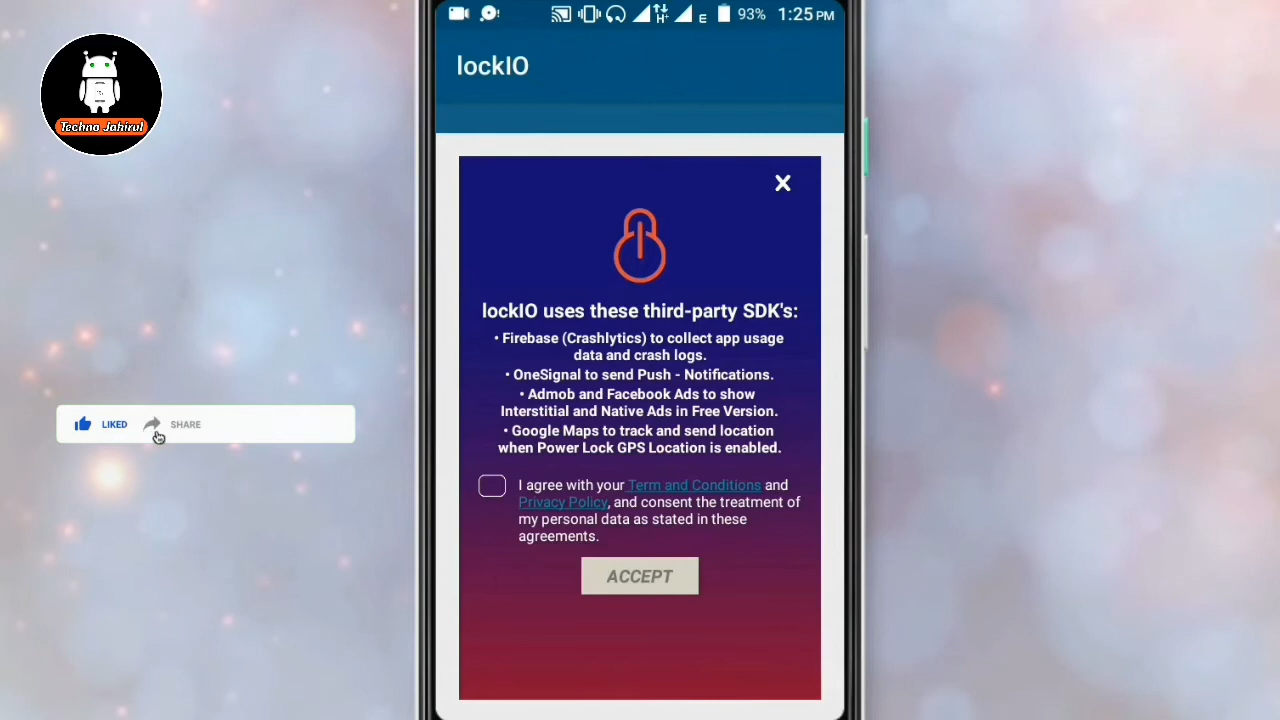 93% 1:25 PM
lockIO
Techno Jahirul
X
lockIO uses these third-party SDK's:
• Firebase (Crashlytics) to collect app usage
data and crash logs.
• OneSignal to send Push - Notifications.
• Admob and Facebook Ads to show
Interstitial and Native Ads in Free Version.
• Google Maps to track and send location
when Power Lock GPS Location is enabled.
LIKED SHARE
I agree with your Term and Conditions and
Privacy Policy, and consent the treatment of
my personal data as stated in these
agreements.
ACCEPT